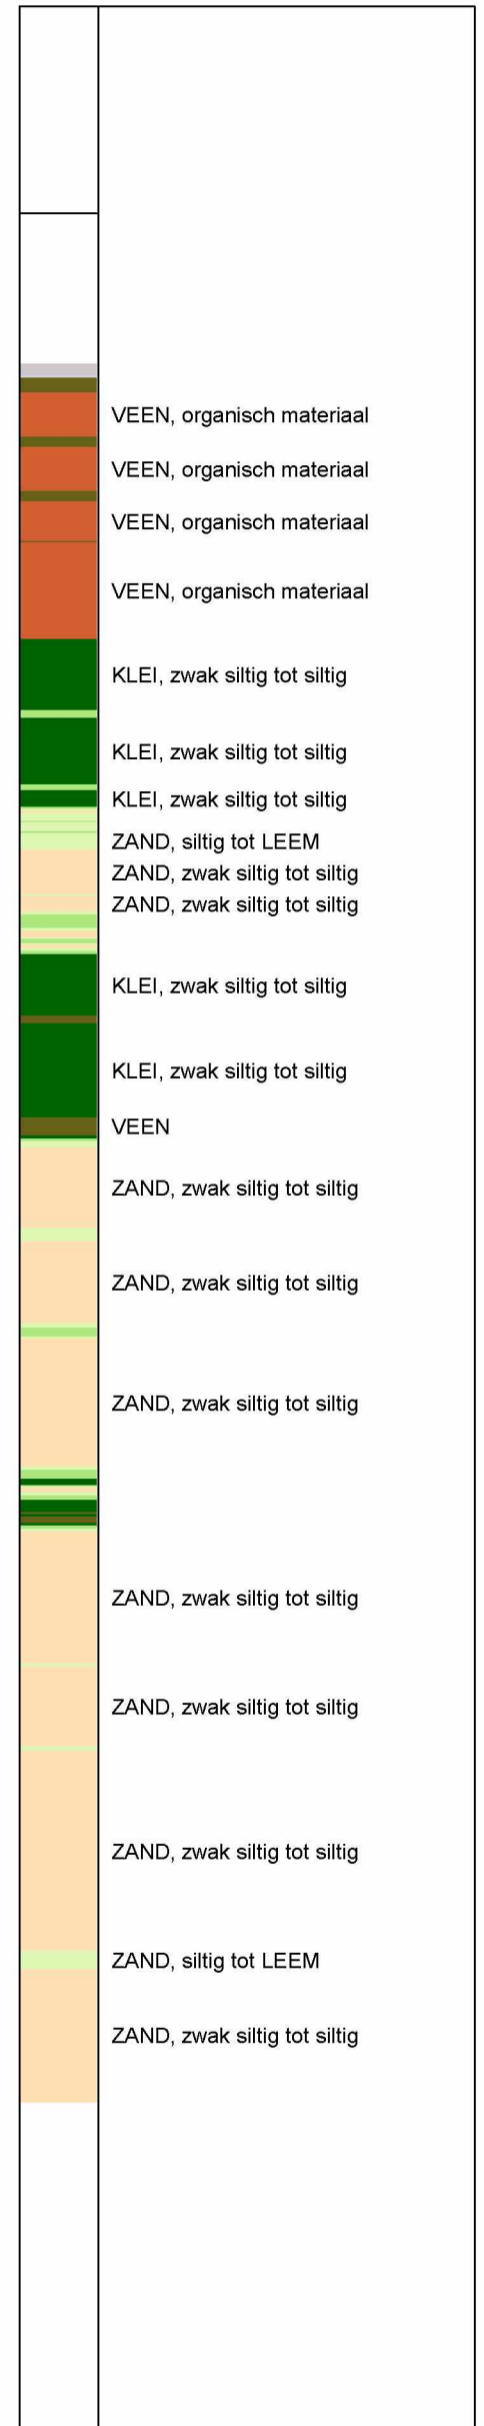 VEEN, organisch materiaal
VEEN, organisch materiaal
VEEN, organisch materiaal
VEEN, organisch materiaal
KLEI, zwak siltig tot siltig
KLEI, zwak siltig tot siltig
KLEI, zwak siltig tot siltig
ZAND, siltig tot LEEM
ZAND, zwak siltig tot siltig
ZAND, zwak siltig tot siltig
KLEI, zwak siltig tot siltig
KLEI, zwak siltig tot siltig
VEEN
ZAND, zwak siltig tot siltig
ZAND, zwak siltig tot siltig
ZAND, zwak siltig tot siltig
ZAND, zwak siltig tot siltig
ZAND, zwak siltig tot siltig
ZAND, zwak siltig tot siltig
ZAND, siltig tot LEEM
ZAND, zwak siltig tot siltig